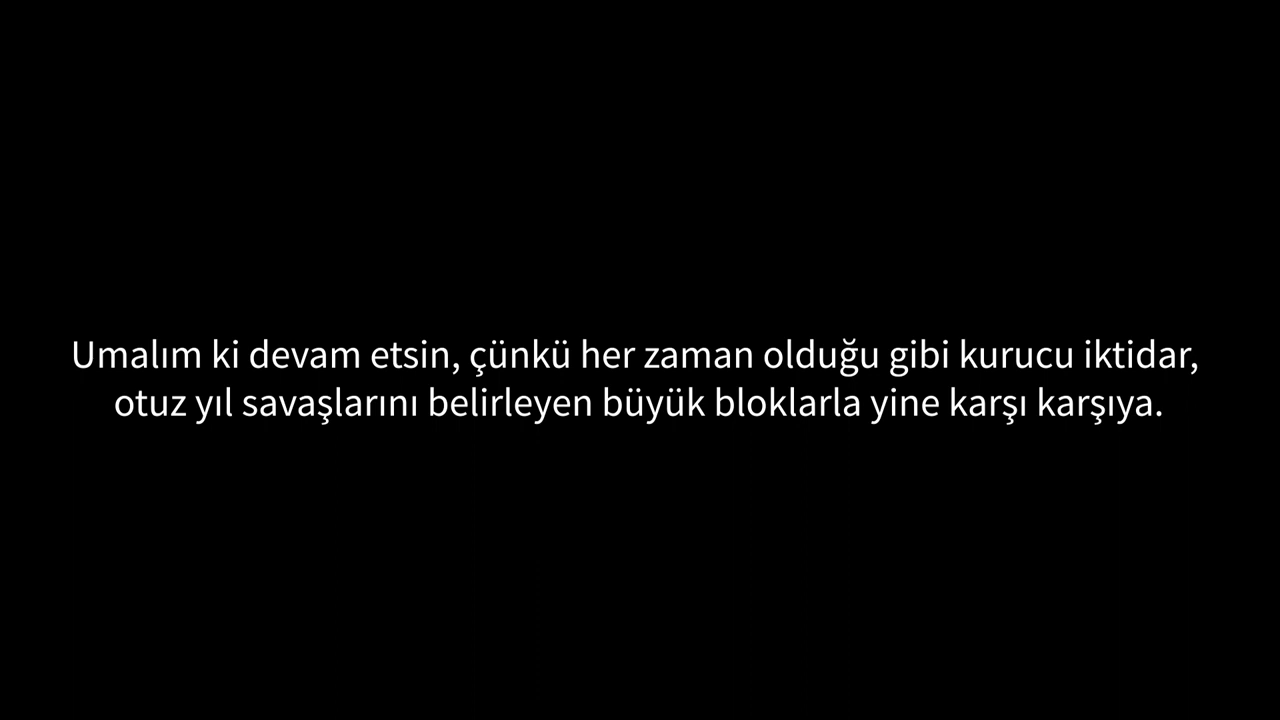 Umalım ki devam etsin, çünkü her zaman olduğu gibi kurucu iktidar,
otuz yıl savaşlarını belirleyen büyük bloklarla yine karşı karşıya.